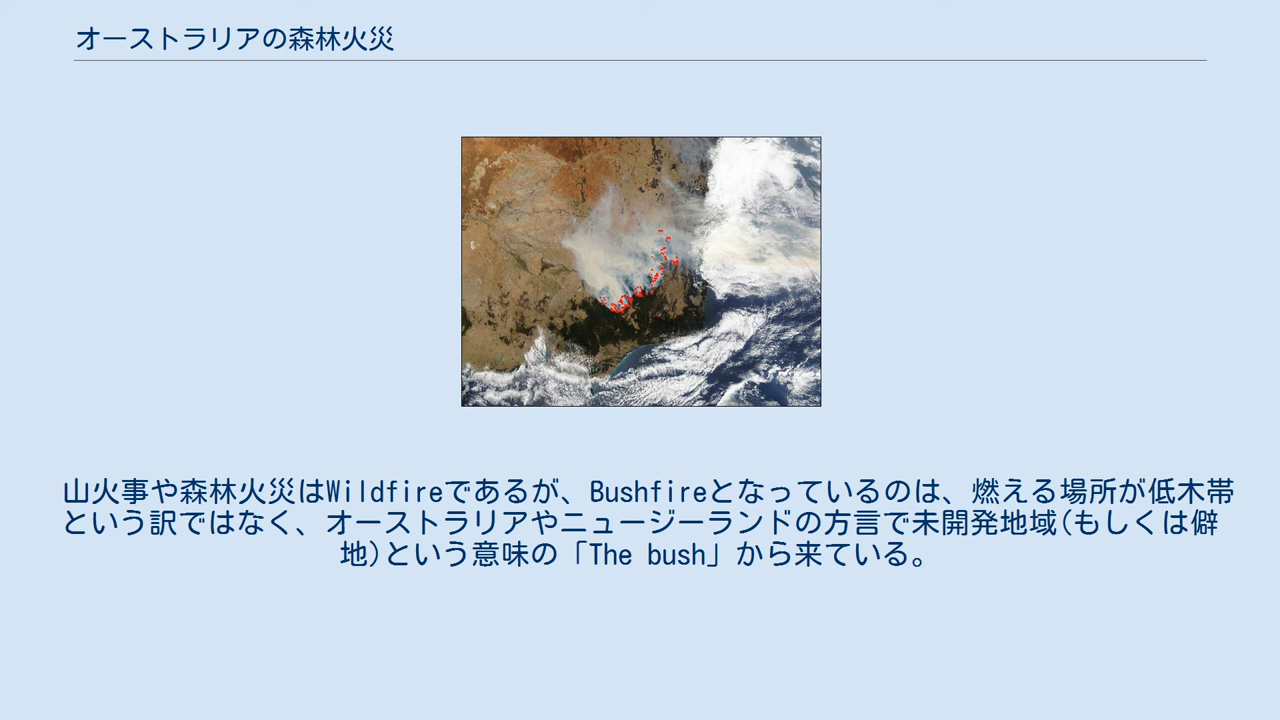 オーストラリアの森林火災
山火事や森林火災はWildfireであるが、Bushfireとなっているのは、燃える場所が低木帯
という訳ではなく、オーストラリアやニュージーランドの方言で未開発地域(もしくは僻
地)という意味の「The bush」から来ている。